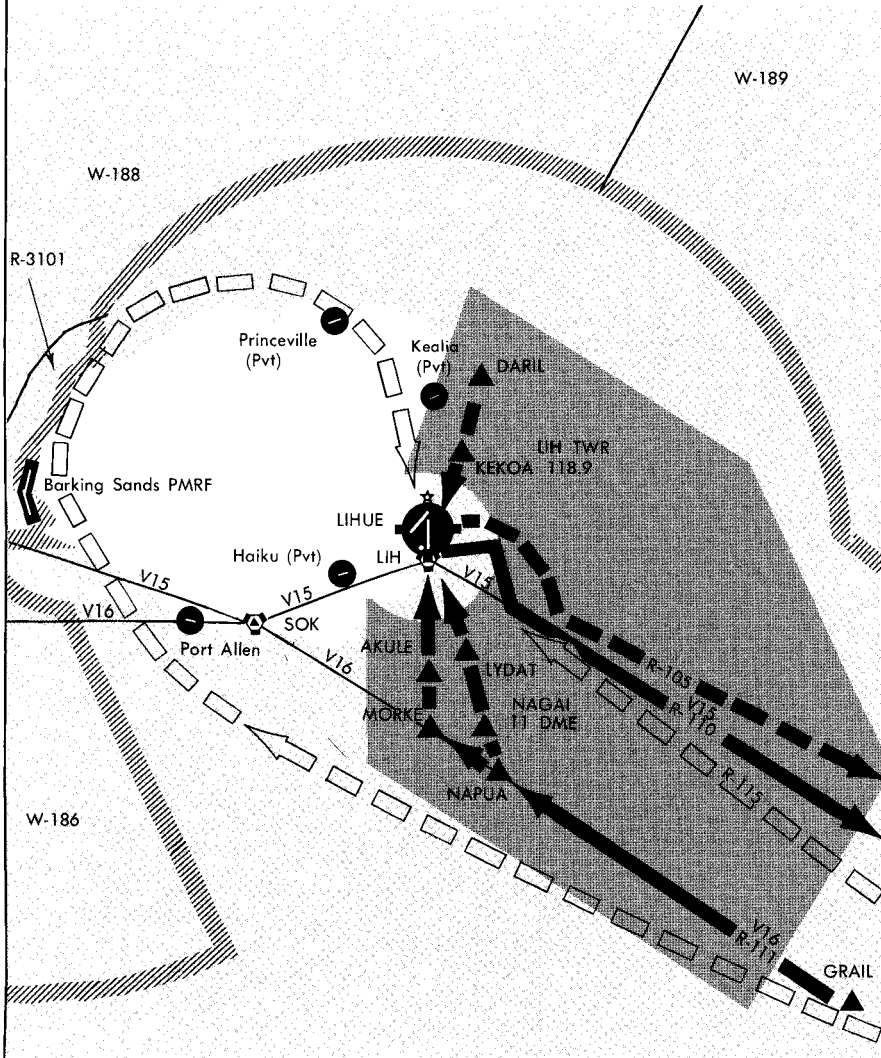 W-189
W-188
R-3101
Princeville
(Pvt)
Kealia
(Pvt)
DARIL
LIH TWR
KEKOA 118.9
Barking Sands PMRF
LIHUE
Haiku (Pvt)
LIH
V15
V15
V15
V16
SOK
Port Allen
V16
AKULE
LYDAT
R-105
MORKE
NAGAI
11 DME
V15
R-110
R-115
NAPUA
W-186
V16
R-111
GRAIL